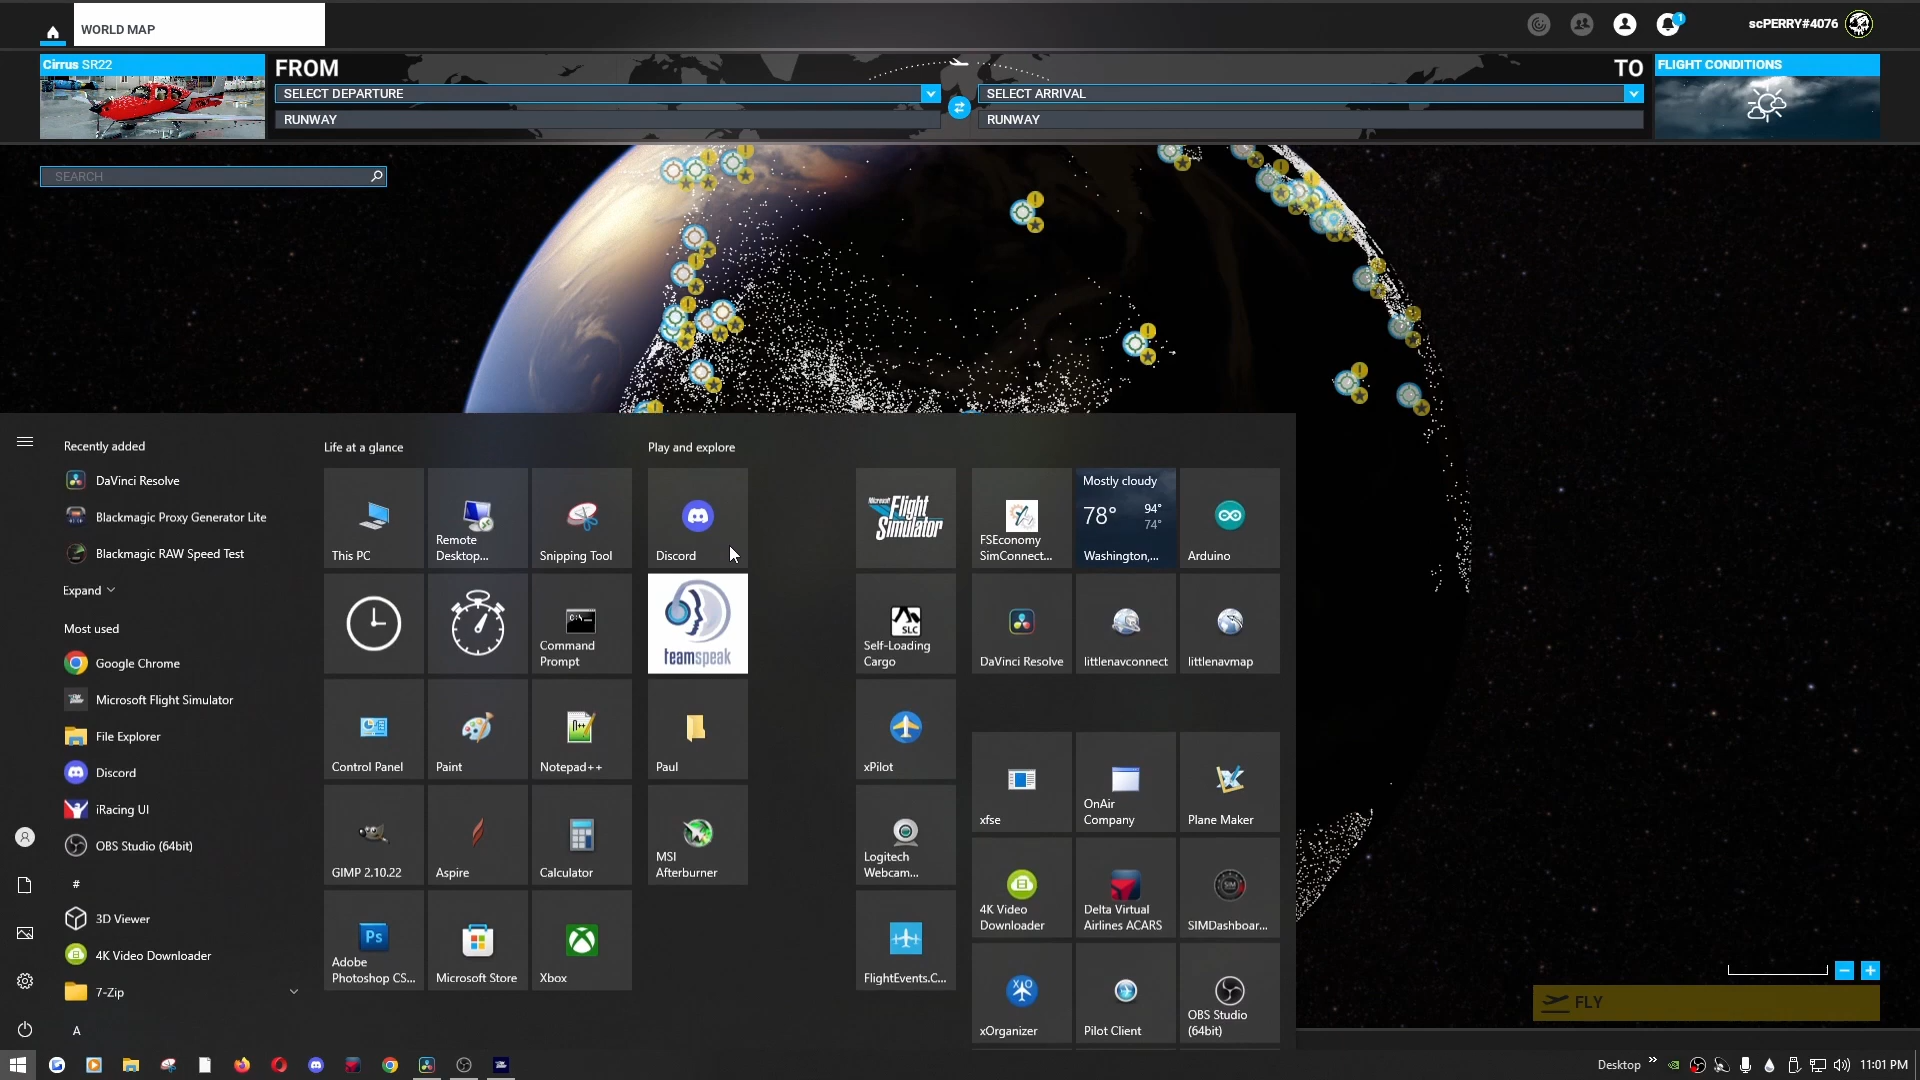 WORLD MAP
1
scPERRY#4076
Cirrus SR22
FROM
TO
FLIGHT CONDITIONS
SELECT DEPARTURE
SELECT ARRIVAL
RUNWAY
RUNWAY
SEARCH
Recently added
DaVinci Resolve
Blackmagic Proxy Generator Lite
Blackmagic RAW Speed Test
Expand
Most used
Google Chrome
Microsoft Flight Simulator
File Explorer
Discord
iRacing UI
OBS Studio (64bit)
#
3D Viewer
4K Video Downloader
7-Zip
A
Life at a glance
This PC
Remote
Desktop...
Snipping Tool
Command
Prompt
Control Panel
Paint
Notepad++
GIMP 2.10.22
Aspire
Calculator
Ps
Adobe
Photoshop CS...
Microsoft Store
Xbox
Play and explore
Discord
teamspeak
Paul
MSI
Afterburner
Microsoft
Flight
Simulator
SLC
Self-Loading
Cargo
xPilot
Logitech
Webcam...
FlightEvents.C...
FSEconomy
SimConnect...
Mostly cloudy
78°
94°
74°
Washington,...
Arduino
DaVinci Resolve
littlenavconnect
littlenavmap
xfse
OnAir
Company
Plane Maker
4K Video
Downloader
Delta Virtual
Airlines ACARS
SIM
SIMDashboar...
XO
xOrganizer
Pilot Client
OBS Studio
(64bit)
FLY
Desktop
11:01 PM